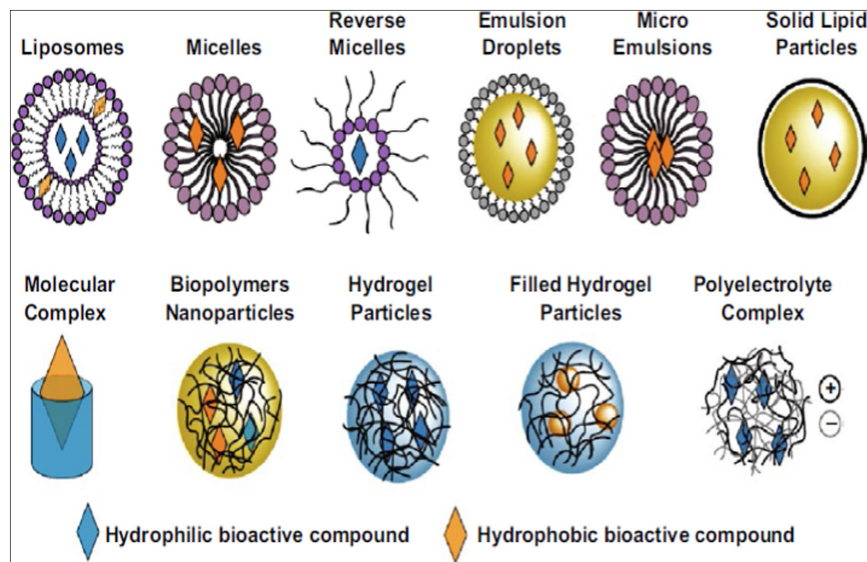 Liposomes
Micelles
Reverse
Micelles
Emulsion
Droplets
Micro
Emulsions
Solid Lipid
Particles
Molecular
Complex
Biopolymers
Nanoparticles
Hydrogel
Particles
Filled Hydrogel
Particles
Polyelectrolyte
Complex
+
−
Hydrophilic bioactive compound
Hydrophobic bioactive compound